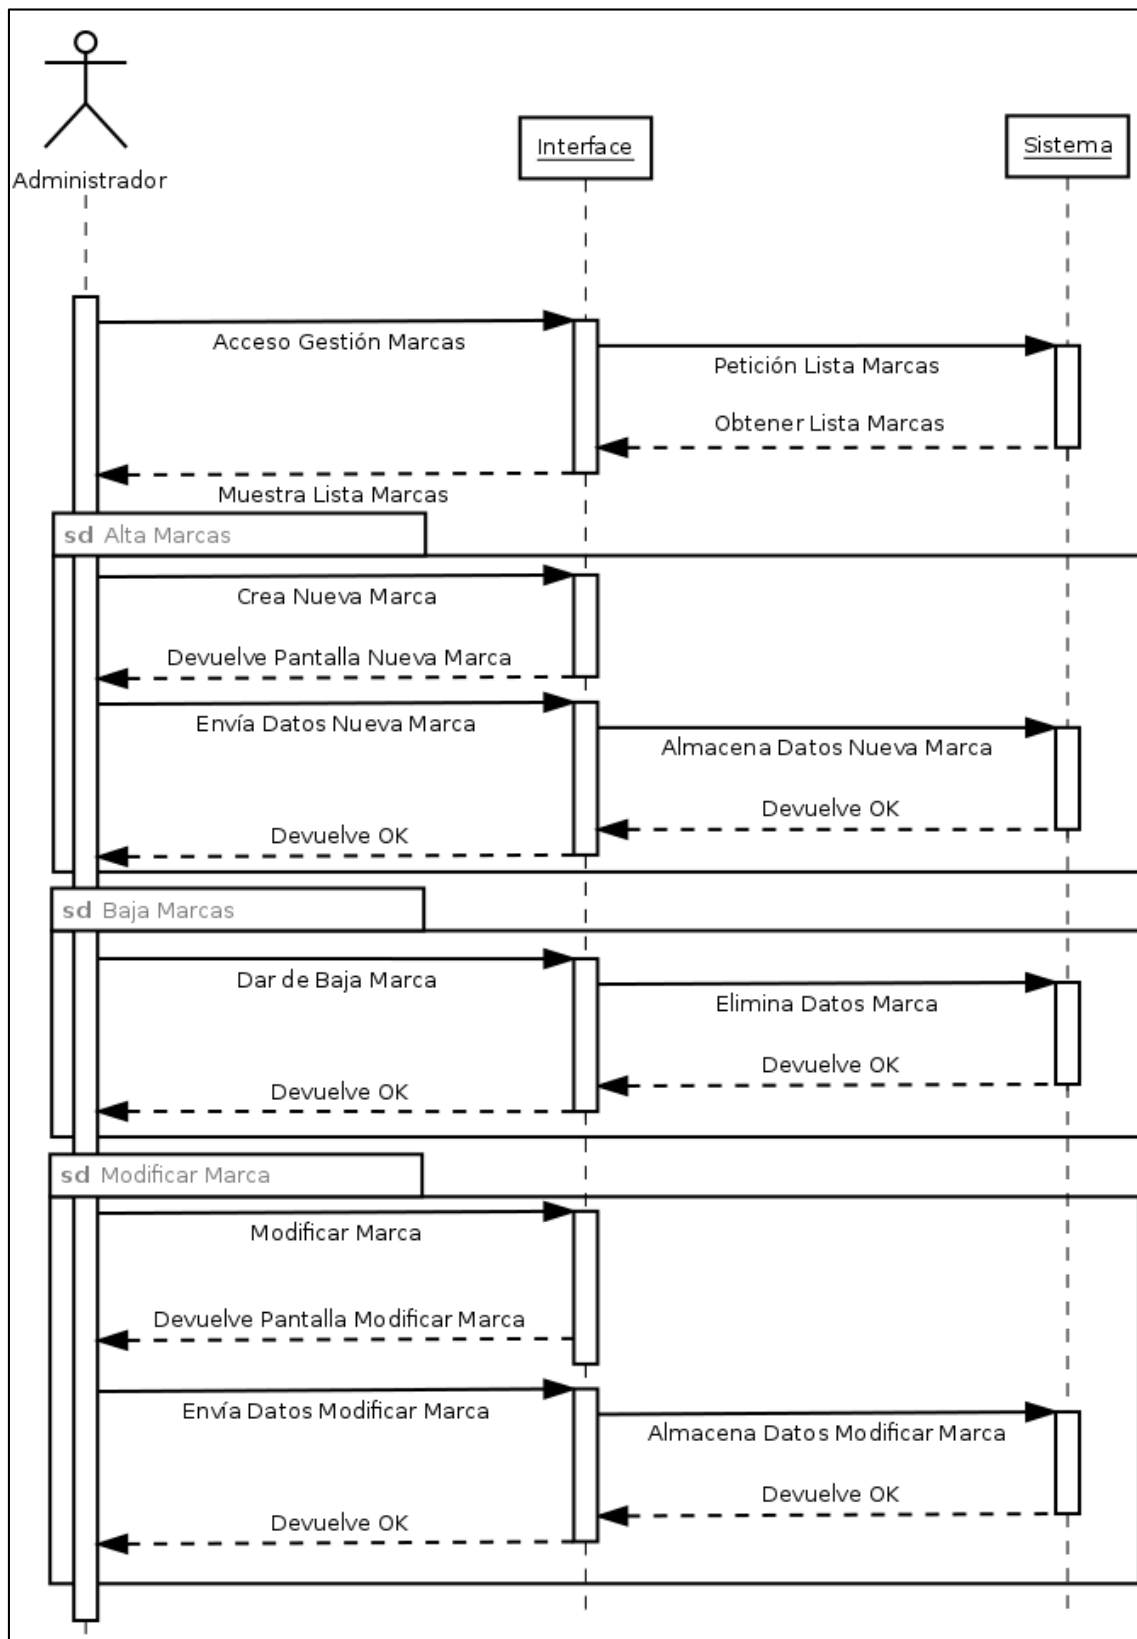 Administrador
Interface
Sistema
Acceso Gestión Marcas
Petición Lista Marcas
Obtener Lista Marcas
Muestra Lista Marcas
sd Alta Marcas
Crea Nueva Marca
Devuelve Pantalla Nueva Marca
Envía Datos Nueva Marca
Almacena Datos Nueva Marca
Devuelve OK
Devuelve OK
sd Baja Marcas
Dar de Baja Marca
Elimina Datos Marca
Devuelve OK
Devuelve OK
sd Modificar Marca
Modificar Marca
Devuelve Pantalla Modificar Marca
Envía Datos Modificar Marca
Almacena Datos Modificar Marca
Devuelve OK
Devuelve OK